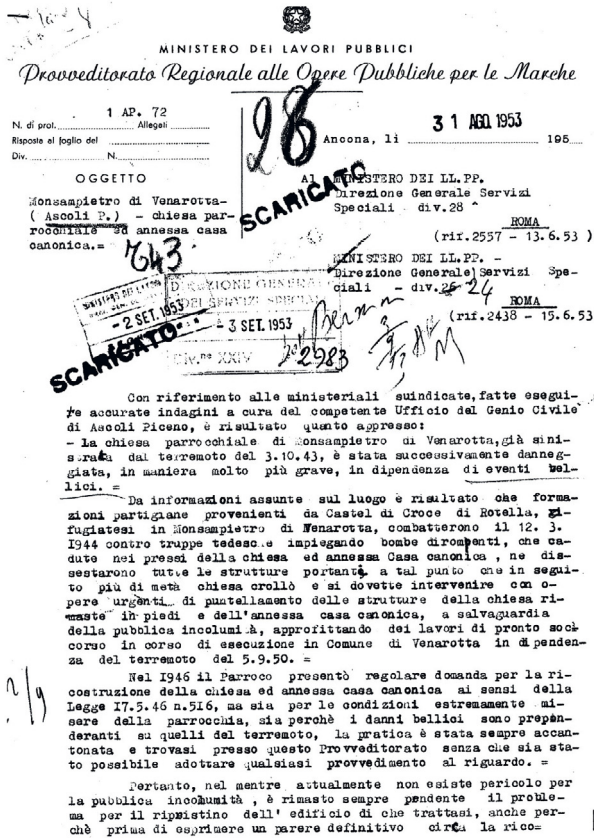 MINISTERO DEI LAVORI PUBBLICI
Provveditorato Regionale alle Opere Pubbliche per le Marche
1 AP. 72
N. di prot. Allegati
Risposta al foglio del
Div. N.
28
31 AGO. 1953
Ancona, lì 195
OGGETTO
Monsampietro di Venarotta-
( Ascoli P.) - chiesa par-
rocchiale ed annessa casa
canonica.=
643
SCARICATO
Al MINISTERO DEI LL.PP.
Direzione Generale Servizi
Speciali - div.28
ROMA
(rif.2557 - 13.6.53 )
MINISTERO DEI LL.PP. -
Direzione Generale Servizi Spe-
ciali - div.26 24
ROMA
(rif.2438 - 15.6.53 )
- 2 SET. 1953
DIREZIONE GENERALE
DEI SERVIZI SPECIALI
- 3 SET. 1953
Div.ne XXIV
2983
SCARICATO
Con riferimento alle ministeriali suindicate, fatte esegui-
re accurate indagini a cura del competente Ufficio del Genio Civile
di Ascoli Piceno, è risultato quanto appresso:
- La chiesa parrocchiale di Monsampietro di Venarotta, già sini-
strata dal terremoto del 3.10.43, è stata successivamente danneg-
giata, in maniera molto più grave, in dipendenza di eventi bel-
lici. =
Da informazioni assunte sul luogo è risultato che forma-
zioni partigiane provenienti da Castel di Croce di Rotella, ri-
fugiatesi in Monsampietro di Venarotta, combatterono il 12. 3.
1944 contro truppe tedesche impiegando bombe dirompenti, che ca-
dute nei pressi della chiesa ed annessa Casa canonica , ne dis-
sestarono tutte le strutture portanti a tal punto che in segui-
to più di metà chiesa crollò e si dovette intervenire con o-
pere urgenti di puntellamento delle strutture della chiesa ri-
maste in piedi e dell'annessa casa canonica, a salvaguardia
della pubblica incolumità, approfittando dei lavori di pronto soc-
corso in corso di esecuzione in Comune di Venarotta in dipenden-
za del terremoto del 5.9.50. =
Nel 1946 il Parroco presentò regolare domanda per la ri-
costruzione della chiesa ed annessa casa canonica ai sensi della
Legge 17.5.46 n.516, ma sia per le condizioni estremamente mi-
sere della parrocchia, sia perchè i danni bellici sono prepon-
deranti su quelli del terremoto, la pratica è stata sempre accan-
tonata e trovasi presso questo Provveditorato senza che sia sta-
to possibile adottare qualsiasi provvedimento al riguardo. =
Pertanto, nel mentre attualmente non esiste pericolo per
la pubblica incolumità , è rimasto sempre pendente il proble-
ma per il ripristino dell' edificio di che trattasi, anche per-
chè prima di esprimere un parere definitivo circa la rico-